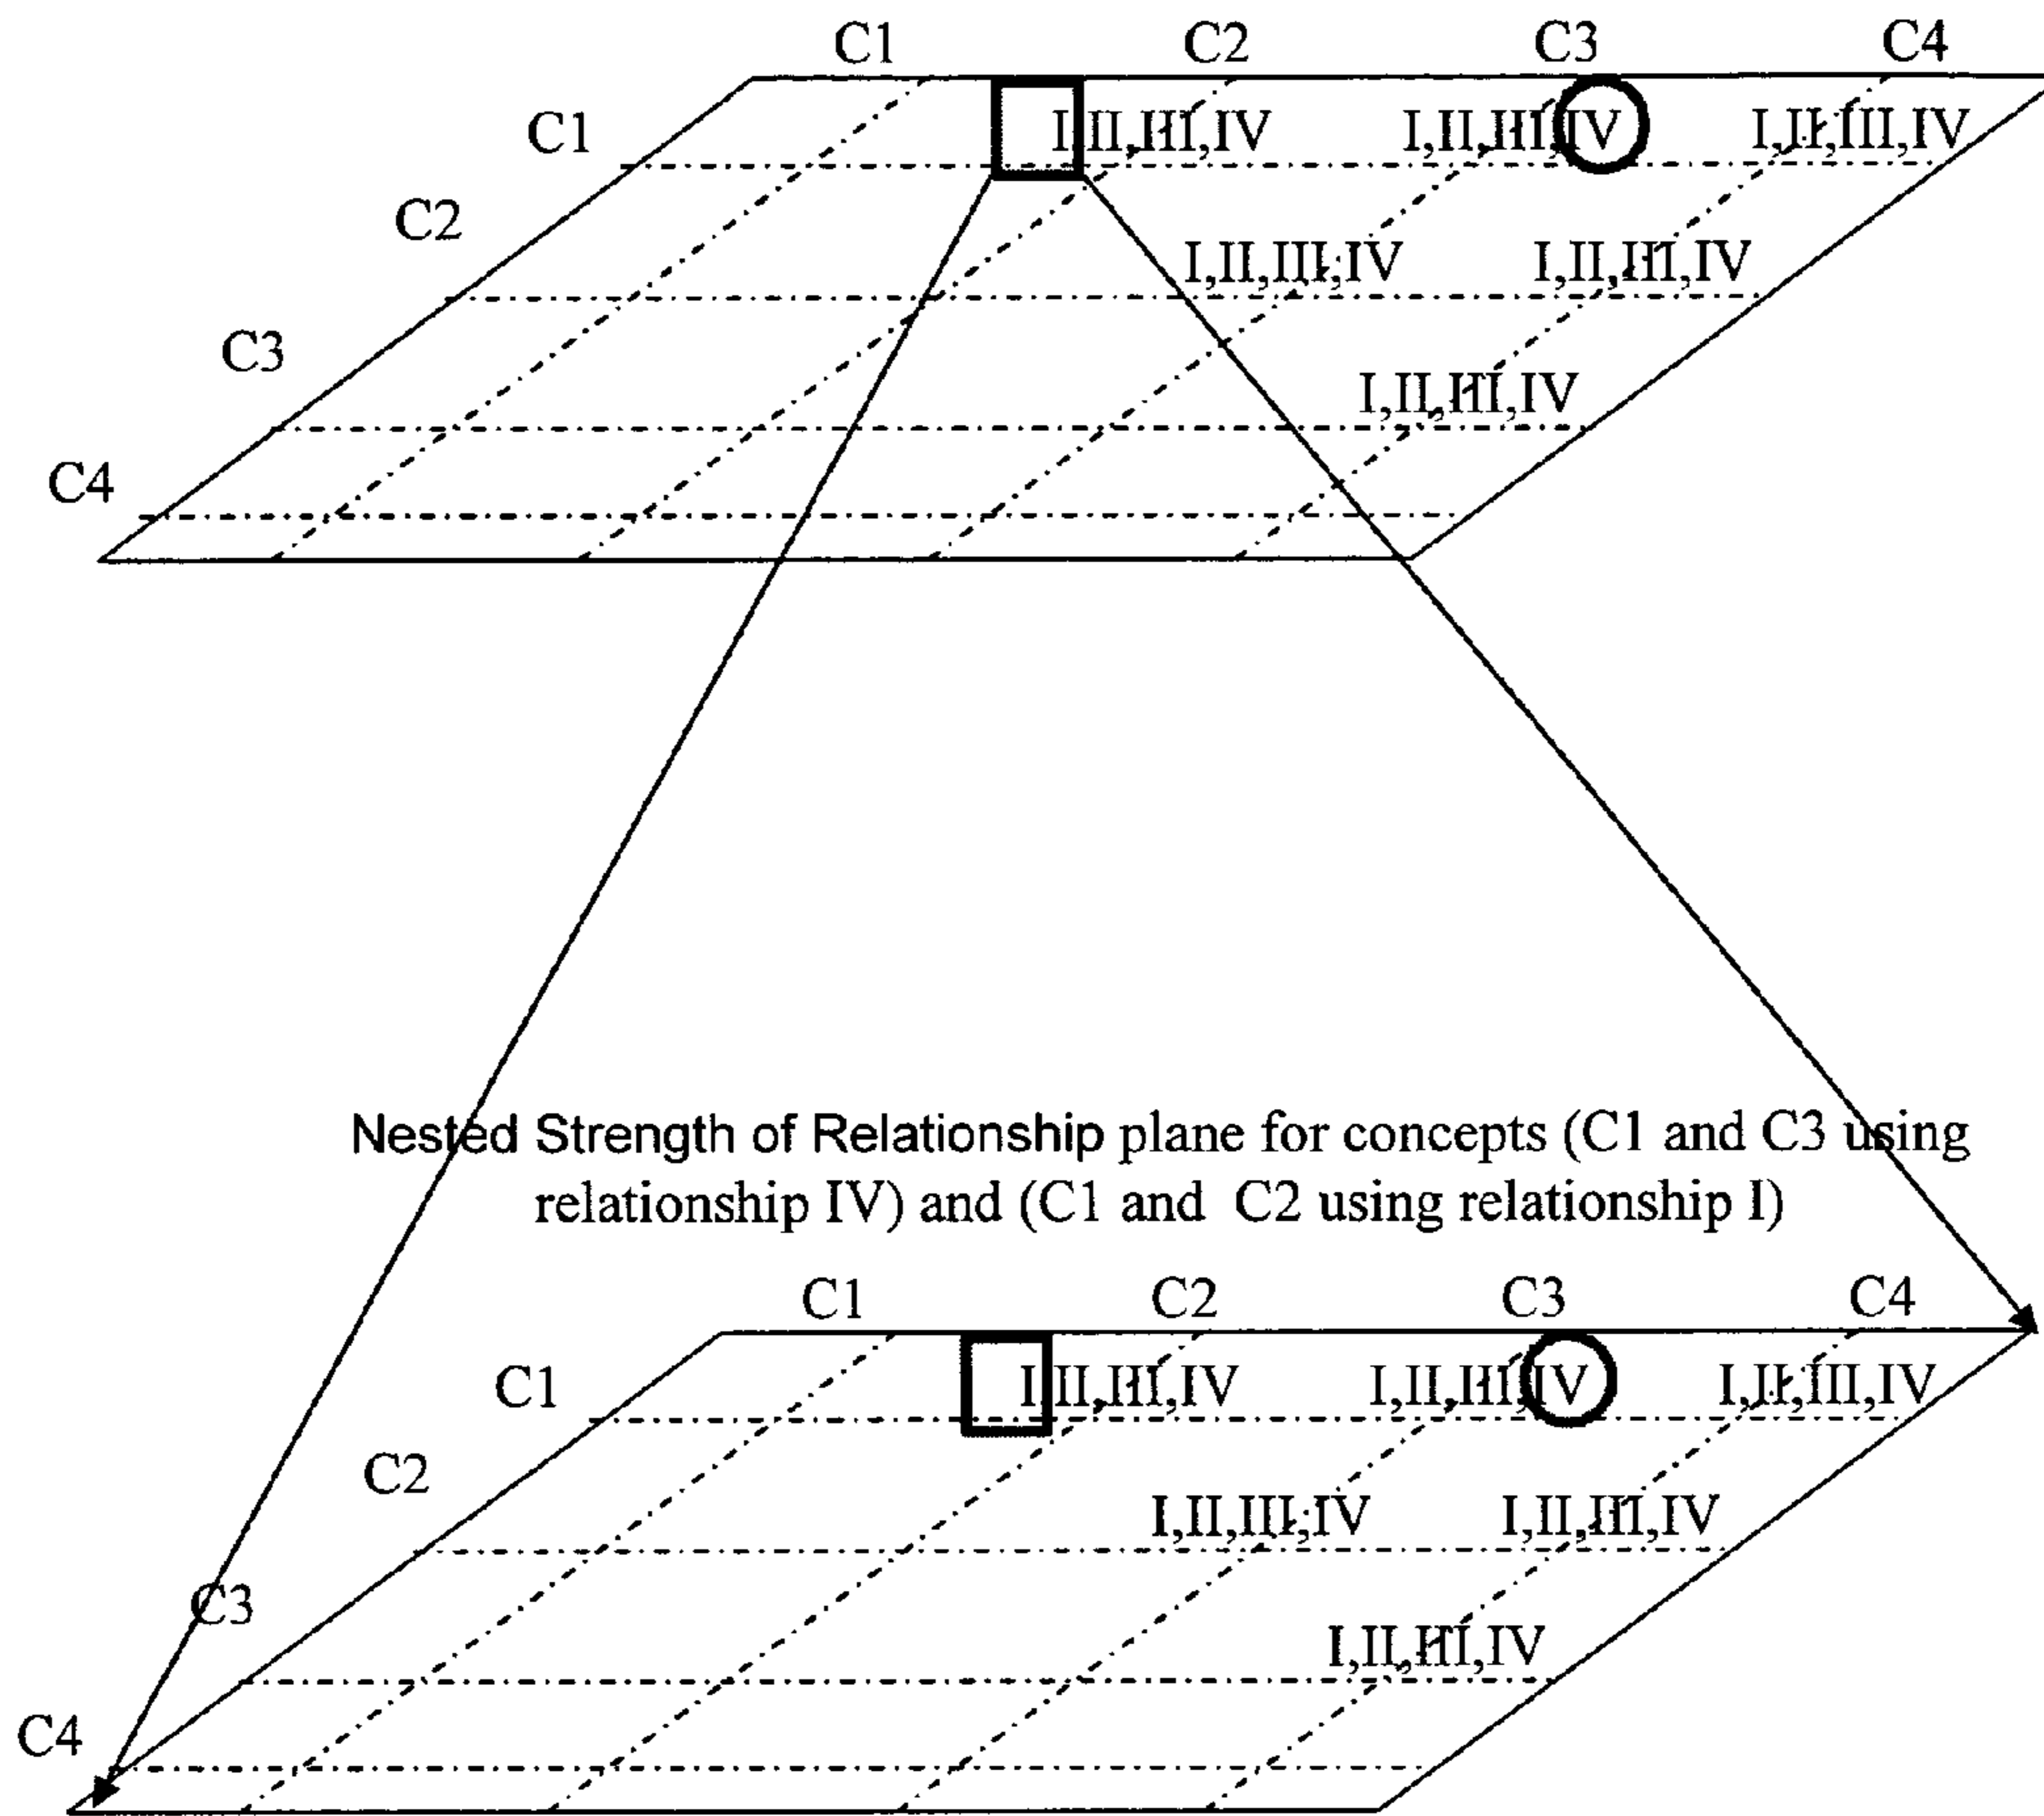 C1 C2 C3 C4
C1 I,II,III,IV I,II,III,IV I,II,III,IV
C2 I,II,III,IV I,II,III,IV
C3 I,II,III,IV
C4
Nested Strength of Relationship plane for concepts (C1 and C3 using
relationship IV) and (C1 and C2 using relationship I)
C1 C2 C3 C4
C1 I,II,III,IV I,II,III,IV I,II,III,IV
C2 I,II,III,IV I,II,III,IV
C3 I,II,III,IV
C4